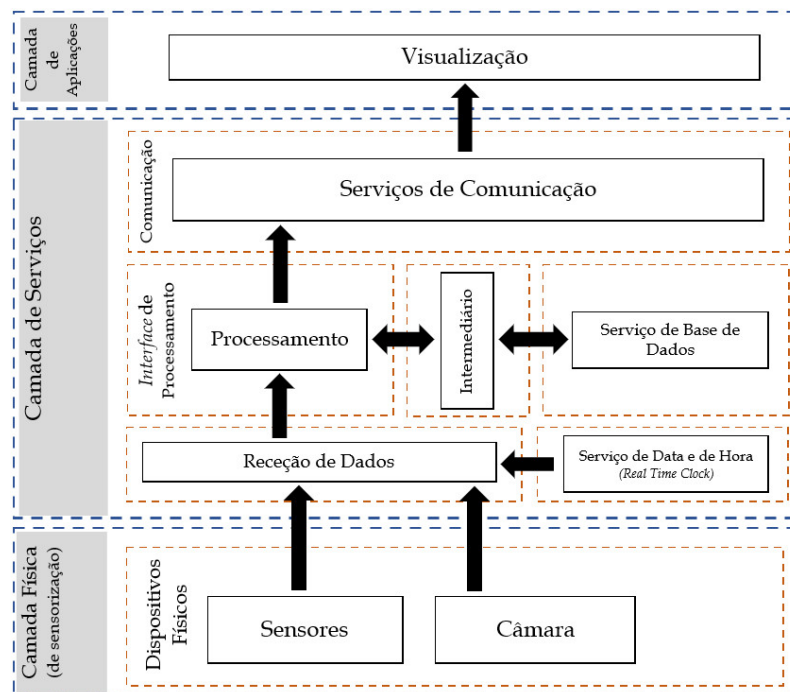 Camada
de
Aplicações
Visualização
Camada de Serviços
Comunicação
Serviços de Comunicação
Interface de
Processamento
Processamento
Intermediário
Serviço de Base de
Dados
Receção de Dados
Serviço de Data e de Hora
(Real Time Clock)
Camada Física
(de sensorização)
Dispositivos
Físicos
Sensores
Câmara